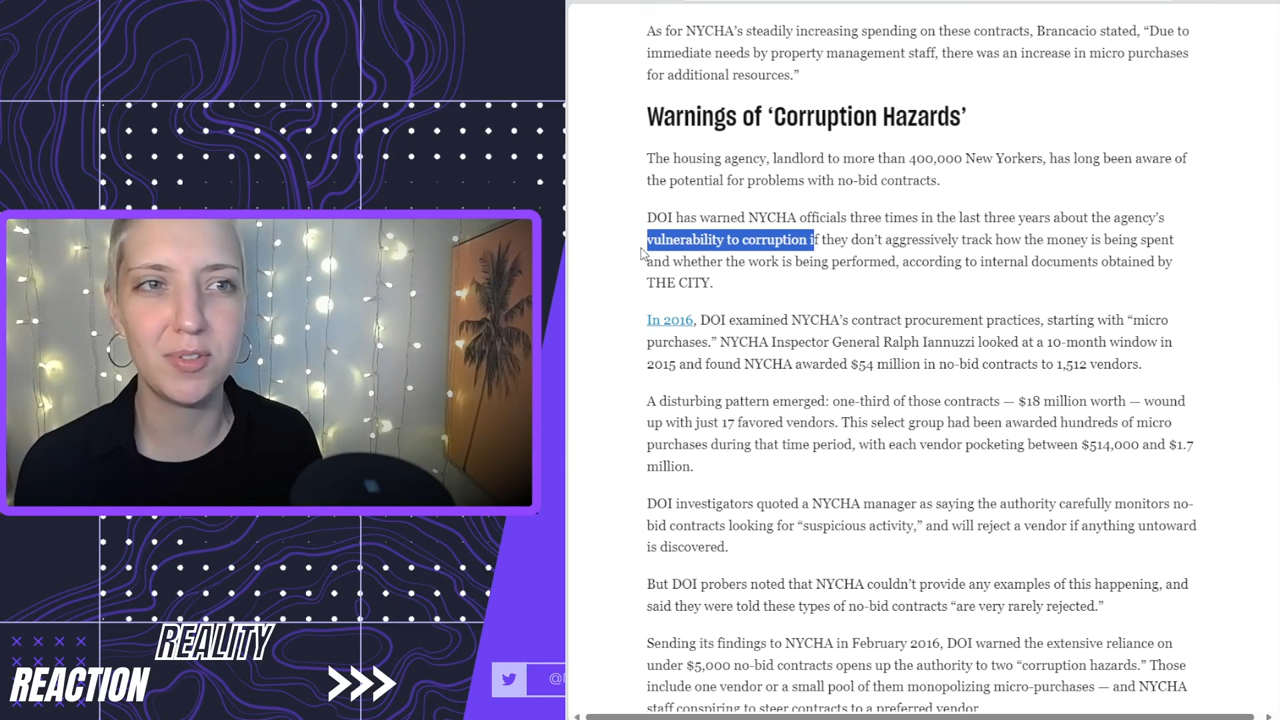 As for NYCHA’s steadily increasing spending on these contracts, Brancacio stated, “Due to
immediate needs by property management staff, there was an increase in micro purchases
for additional resources.”
Warnings of ‘Corruption Hazards’
The housing agency, landlord to more than 400,000 New Yorkers, has long been aware of
the potential for problems with no-bid contracts.
DOI has warned NYCHA officials three times in the last three years about the agency’s
vulnerability to corruption if they don’t aggressively track how the money is being spent
and whether the work is being performed, according to internal documents obtained by
THE CITY.
In 2016, DOI examined NYCHA’s contract procurement practices, starting with “micro
purchases.” NYCHA Inspector General Ralph Iannuzzi looked at a 10-month window in
2015 and found NYCHA awarded $54 million in no-bid contracts to 1,512 vendors.
A disturbing pattern emerged: one-third of those contracts — $18 million worth — wound
up with just 17 favored vendors. This select group had been awarded hundreds of micro
purchases during that time period, with each vendor pocketing between $514,000 and $1.7
million.
DOI investigators quoted a NYCHA manager as saying the authority carefully monitors no-
bid contracts looking for “suspicious activity,” and will reject a vendor if anything untoward
is discovered.
But DOI probers noted that NYCHA couldn’t provide any examples of this happening, and
said they were told these types of no-bid contracts “are very rarely rejected.”
Sending its findings to NYCHA in February 2016, DOI warned the extensive reliance on
under $5,000 no-bid contracts opens up the authority to two “corruption hazards.” Those
include one vendor or a small pool of them monopolizing micro-purchases — and NYCHA
staff conspiring to steer contracts to a preferred vendor.
REALITY
REACTION